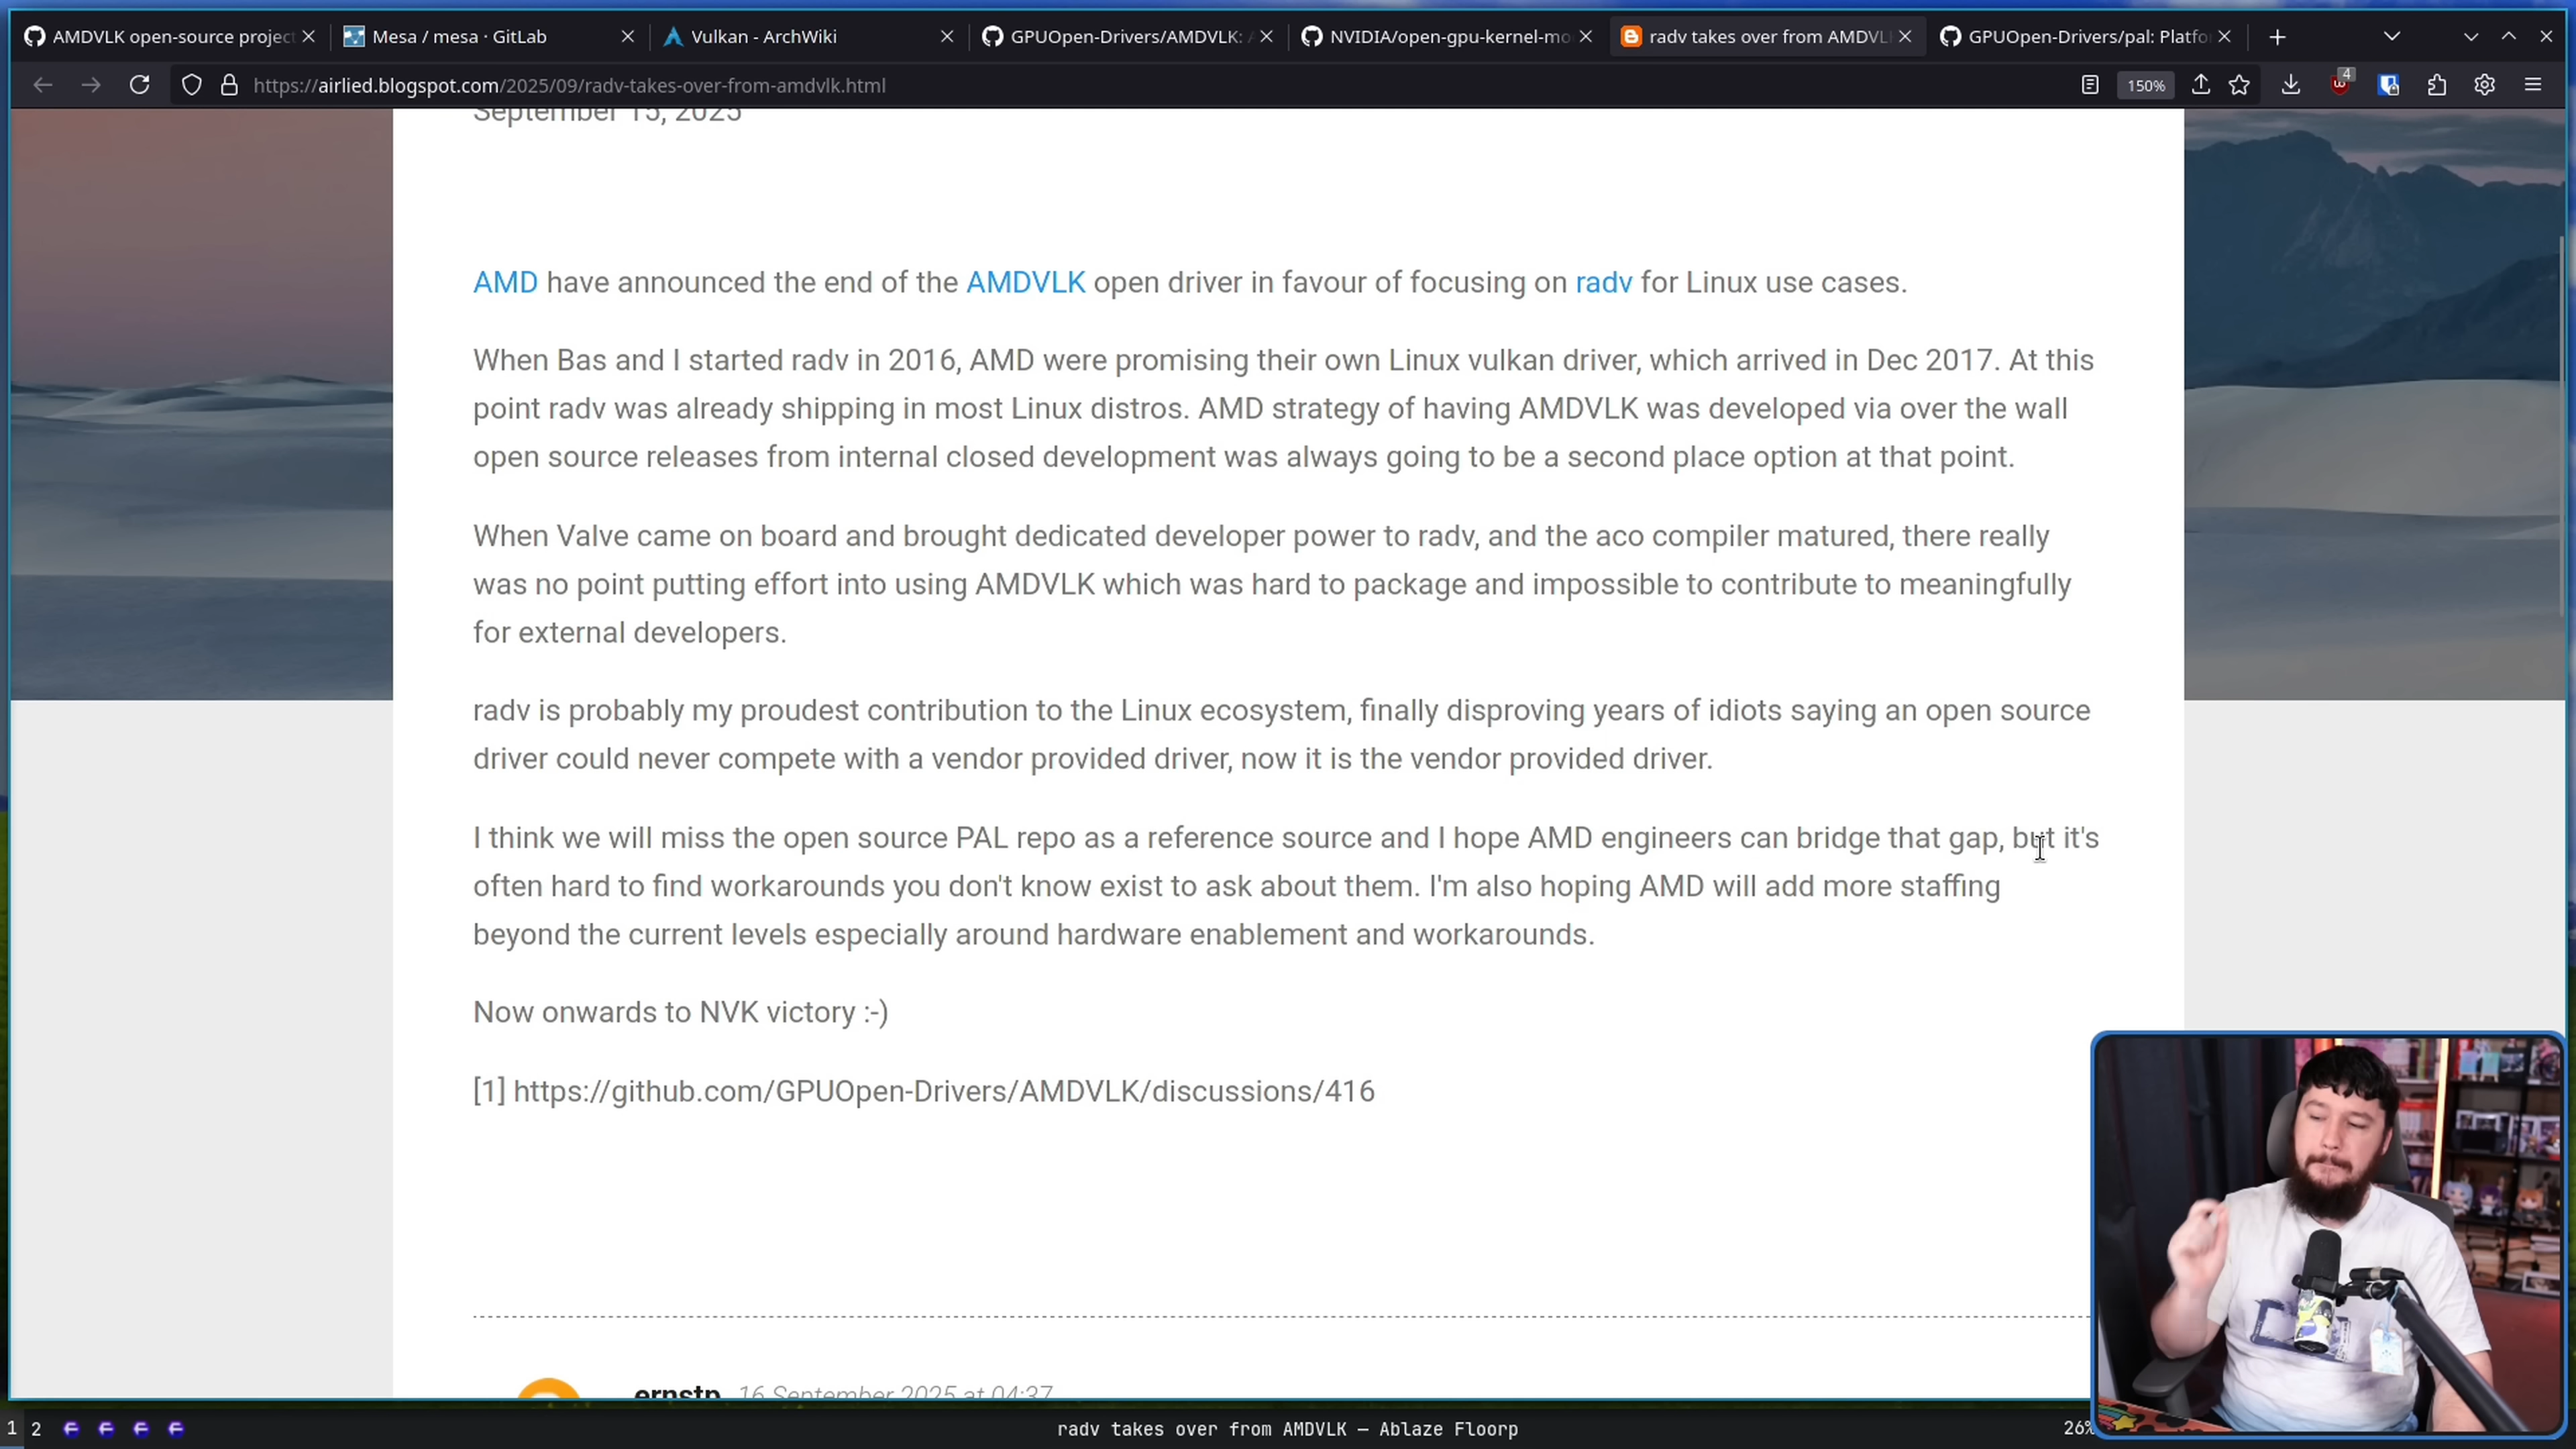 AMDVLK open-source project
Mesa / mesa · GitLab
Vulkan - ArchWiki
GPUOpen-Drivers/AMDVLK:
NVIDIA/open-gpu-kernel-mo
radv takes over from AMDVL
GPUOpen-Drivers/pal: Platfo
https://airlied.blogspot.com/2025/09/radv-takes-over-from-amdvlk.html
150%
4
September 15, 2025
AMD have announced the end of the AMDVLK open driver in favour of focusing on radv for Linux use cases.
When Bas and I started radv in 2016, AMD were promising their own Linux vulkan driver, which arrived in Dec 2017. At this
point radv was already shipping in most Linux distros. AMD strategy of having AMDVLK was developed via over the wall
open source releases from internal closed development was always going to be a second place option at that point.
When Valve came on board and brought dedicated developer power to radv, and the aco compiler matured, there really
was no point putting effort into using AMDVLK which was hard to package and impossible to contribute to meaningfully
for external developers.
radv is probably my proudest contribution to the Linux ecosystem, finally disproving years of idiots saying an open source
driver could never compete with a vendor provided driver, now it is the vendor provided driver.
I think we will miss the open source PAL repo as a reference source and I hope AMD engineers can bridge that gap, but it's
often hard to find workarounds you don't know exist to ask about them. I'm also hoping AMD will add more staffing
beyond the current levels especially around hardware enablement and workarounds.
Now onwards to NVK victory :-)
[1] https://github.com/GPUOpen-Drivers/AMDVLK/discussions/416
ernstp 16 September 2025 at 04:37
1 2
radv takes over from AMDVLK — Ablaze Floorp
26%